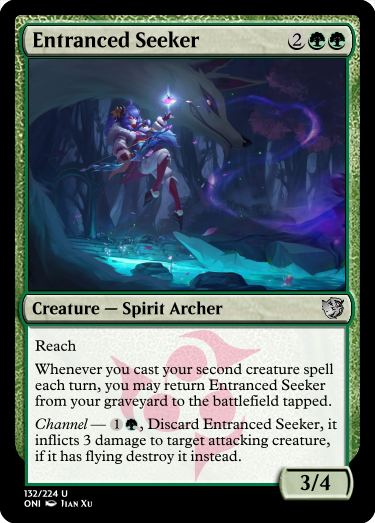 Entranced Seeker 2
Creature — Spirit Archer
Reach
Whenever you cast your second creature spell
each turn, you may return Entranced Seeker
from your graveyard to the battlefield tapped.
Channel — 1, Discard Entranced Seeker, it
inflicts 3 damage to target attacking creature,
if it has flying destroy it instead.
3/4
132/224 U
ONI Jian Xu